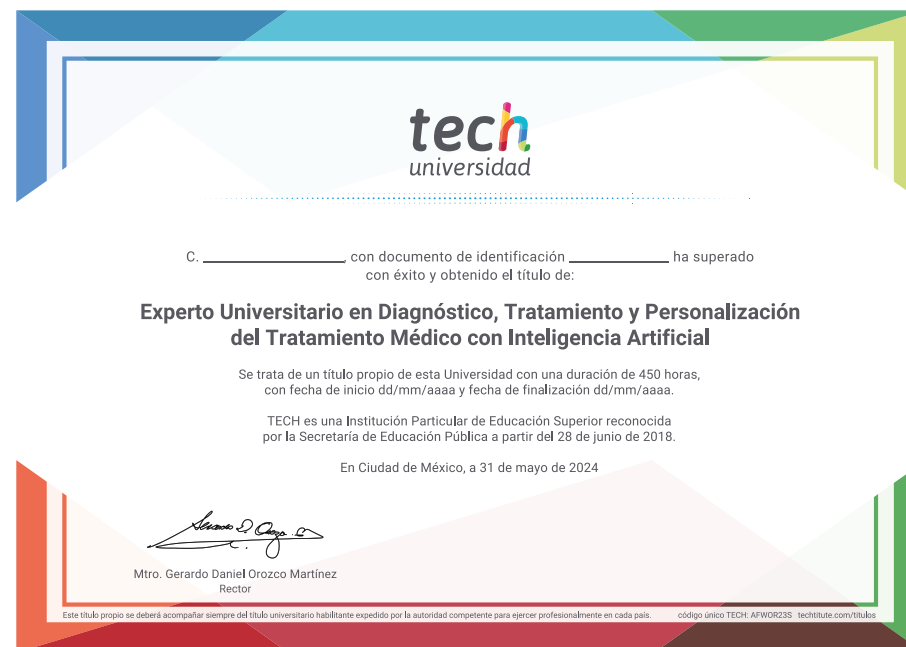 tech
universidad
C. ____________________, con documento de identificación ______________ ha superado
con éxito y obtenido el título de:
Experto Universitario en Diagnóstico, Tratamiento y Personalización
del Tratamiento Médico con Inteligencia Artificial
Se trata de un título propio de esta Universidad con una duración de 450 horas,
con fecha de inicio dd/mm/aaaa y fecha de finalización dd/mm/aaaa.
TECH es una Institución Particular de Educación Superior reconocida
por la Secretaría de Educación Pública a partir del 28 de junio de 2018.
En Ciudad de México, a 31 de mayo de 2024
Mtro. Gerardo Daniel Orozco Martínez
Rector
Este título propio se deberá acompañar siempre del título universitario habilitante expedido por la autoridad competente para ejercer profesionalmente en cada país. código único TECH: AFWOR23S techtitute.com/titulos